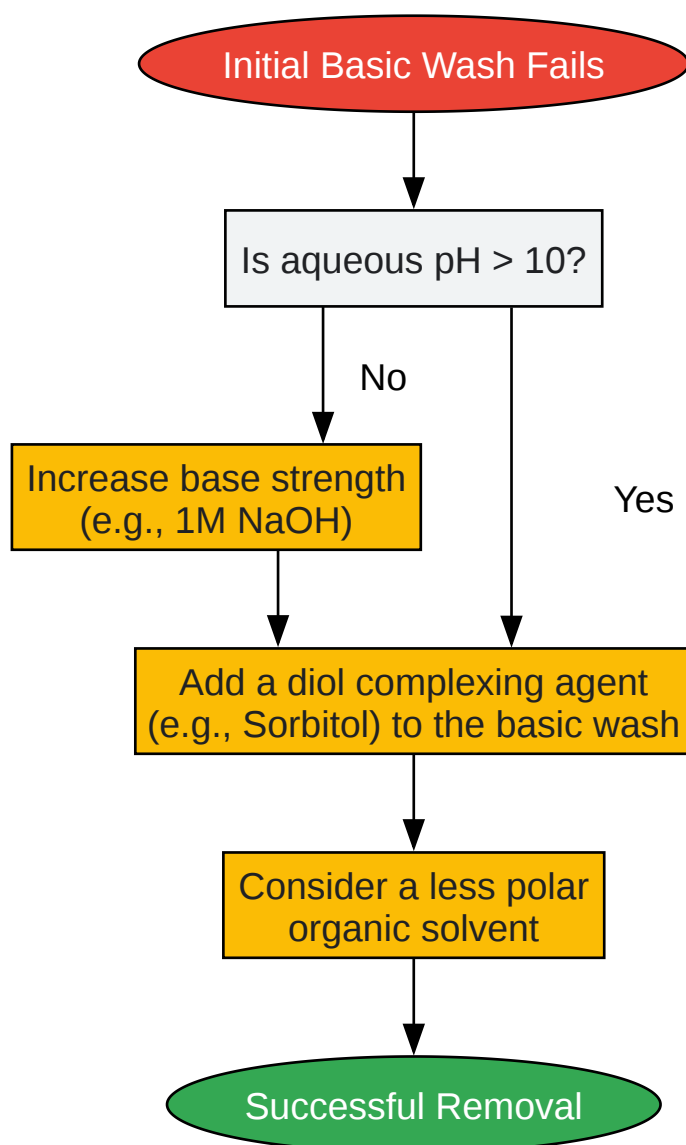 Initial Basic Wash Fails
Is aqueous pH > 10?
No
Increase base strength
(e.g., 1M NaOH)
Yes
Add a diol complexing agent
(e.g., Sorbitol) to the basic wash
Consider a less polar
organic solvent
Successful Removal